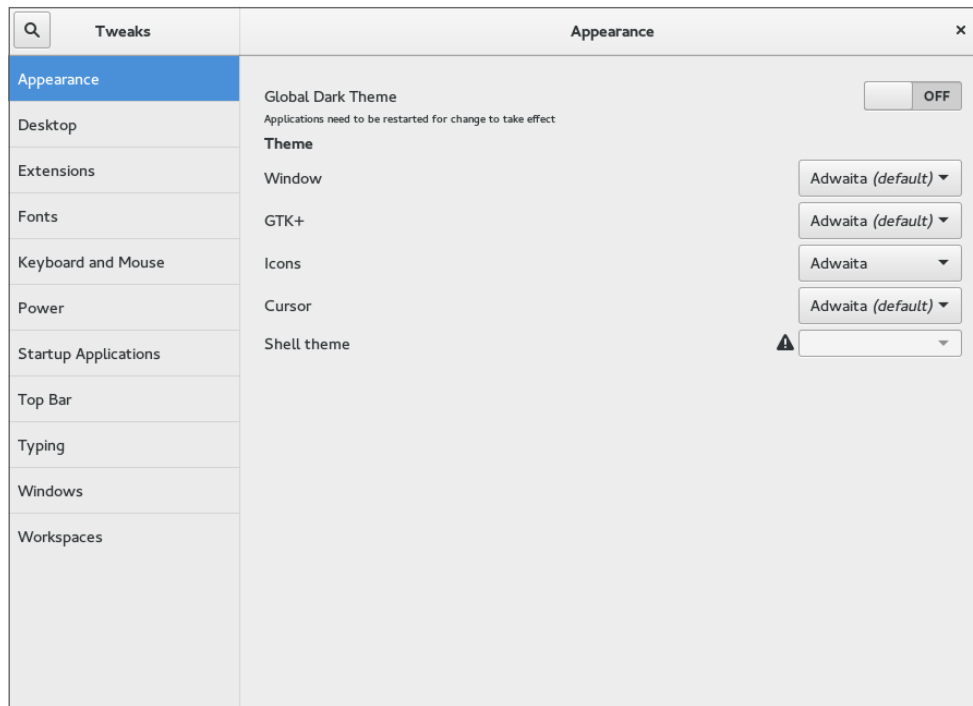 Tweaks
Appearance
Appearance
Desktop
Extensions
Fonts
Keyboard and Mouse
Power
Startup Applications
Top Bar
Typing
Windows
Workspaces
Global Dark Theme OFF
Applications need to be restarted for change to take effect
Theme
Window Adwaita (default)
GTK+ Adwaita (default)
Icons Adwaita
Cursor Adwaita (default)
Shell theme